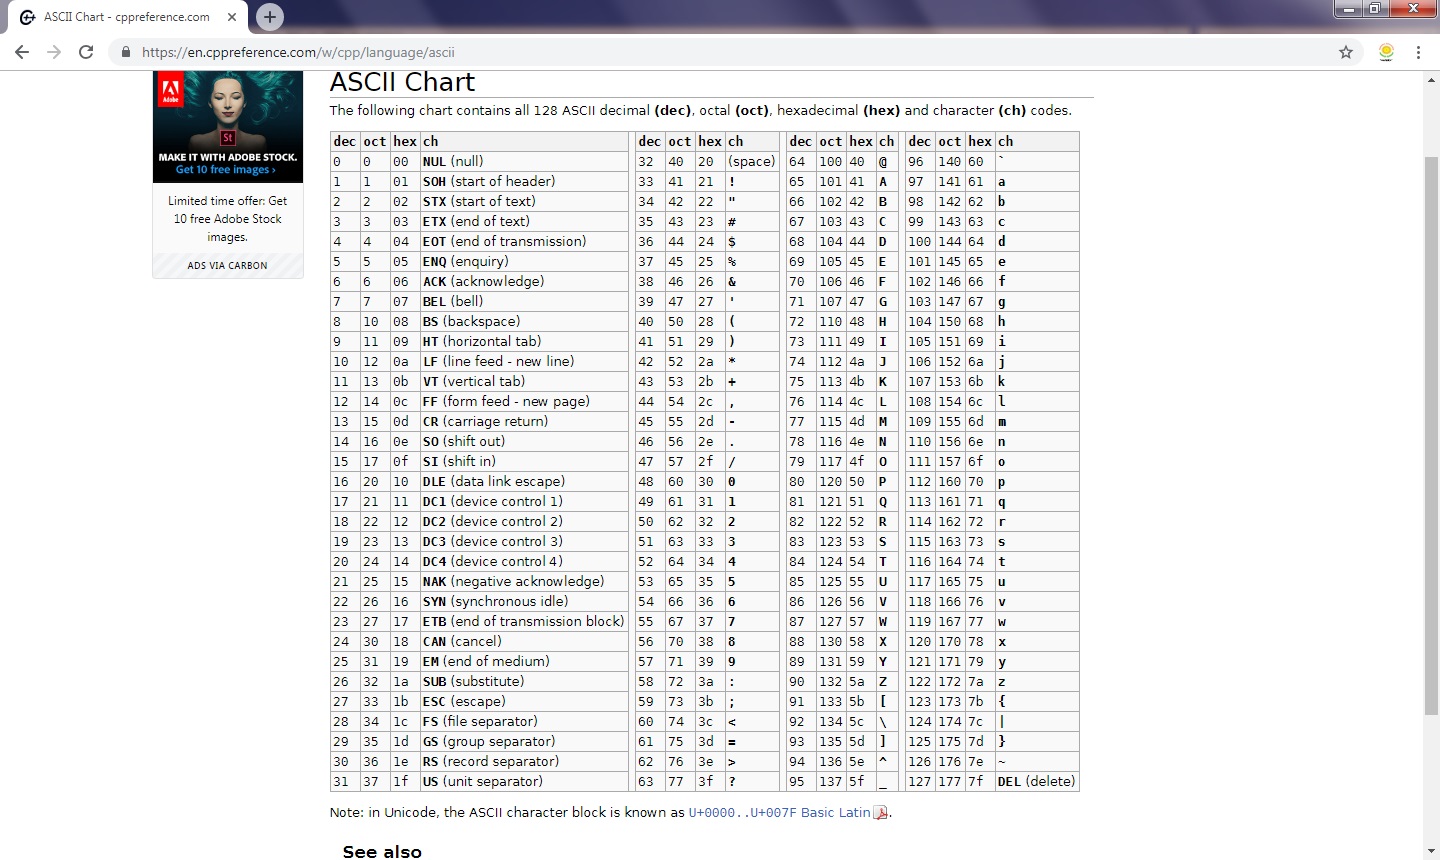 ASCII Chart - cppreference.com
https://en.cppreference.com/w/cpp/language/ascii
Adobe
St
MAKE IT WITH ADOBE STOCK.
Get 10 free images ›
Limited time offer: Get
10 free Adobe Stock
images.
ADS VIA CARBON
ASCII Chart
The following chart contains all 128 ASCII decimal (dec), octal (oct), hexadecimal (hex) and character (ch) codes.
dec oct hex ch dec oct hex ch dec oct hex ch dec oct hex ch
0 0 00 NUL (null) 32 40 20 (space) 64 100 40 @ 96 140 60 `
1 1 01 SOH (start of header) 33 41 21 ! 65 101 41 A 97 141 61 a
2 2 02 STX (start of text) 34 42 22 " 66 102 42 B 98 142 62 b
3 3 03 ETX (end of text) 35 43 23 # 67 103 43 C 99 143 63 c
4 4 04 EOT (end of transmission) 36 44 24 $ 68 104 44 D 100 144 64 d
5 5 05 ENQ (enquiry) 37 45 25 % 69 105 45 E 101 145 65 e
6 6 06 ACK (acknowledge) 38 46 26 & 70 106 46 F 102 146 66 f
7 7 07 BEL (bell) 39 47 27 ' 71 107 47 G 103 147 67 g
8 10 08 BS (backspace) 40 50 28 ( 72 110 48 H 104 150 68 h
9 11 09 HT (horizontal tab) 41 51 29 ) 73 111 49 I 105 151 69 i
10 12 0a LF (line feed - new line) 42 52 2a * 74 112 4a J 106 152 6a j
11 13 0b VT (vertical tab) 43 53 2b + 75 113 4b K 107 153 6b k
12 14 0c FF (form feed - new page) 44 54 2c , 76 114 4c L 108 154 6c l
13 15 0d CR (carriage return) 45 55 2d - 77 115 4d M 109 155 6d m
14 16 0e SO (shift out) 46 56 2e . 78 116 4e N 110 156 6e n
15 17 0f SI (shift in) 47 57 2f / 79 117 4f O 111 157 6f o
16 20 10 DLE (data link escape) 48 60 30 0 80 120 50 P 112 160 70 p
17 21 11 DC1 (device control 1) 49 61 31 1 81 121 51 Q 113 161 71 q
18 22 12 DC2 (device control 2) 50 62 32 2 82 122 52 R 114 162 72 r
19 23 13 DC3 (device control 3) 51 63 33 3 83 123 53 S 115 163 73 s
20 24 14 DC4 (device control 4) 52 64 34 4 84 124 54 T 116 164 74 t
21 25 15 NAK (negative acknowledge) 53 65 35 5 85 125 55 U 117 165 75 u
22 26 16 SYN (synchronous idle) 54 66 36 6 86 126 56 V 118 166 76 v
23 27 17 ETB (end of transmission block) 55 67 37 7 87 127 57 W 119 167 77 w
24 30 18 CAN (cancel) 56 70 38 8 88 130 58 X 120 170 78 x
25 31 19 EM (end of medium) 57 71 39 9 89 131 59 Y 121 171 79 y
26 32 1a SUB (substitute) 58 72 3a : 90 132 5a Z 122 172 7a z
27 33 1b ESC (escape) 59 73 3b ; 91 133 5b [ 123 173 7b {
28 34 1c FS (file separator) 60 74 3c < 92 134 5c \ 124 174 7c |
29 35 1d GS (group separator) 61 75 3d = 93 135 5d ] 125 175 7d }
30 36 1e RS (record separator) 62 76 3e > 94 136 5e ^ 126 176 7e ~
31 37 1f US (unit separator) 63 77 3f ? 95 137 5f _ 127 177 7f DEL (delete)
Note: in Unicode, the ASCII character block is known as U+0000..U+007F Basic Latin.
See also